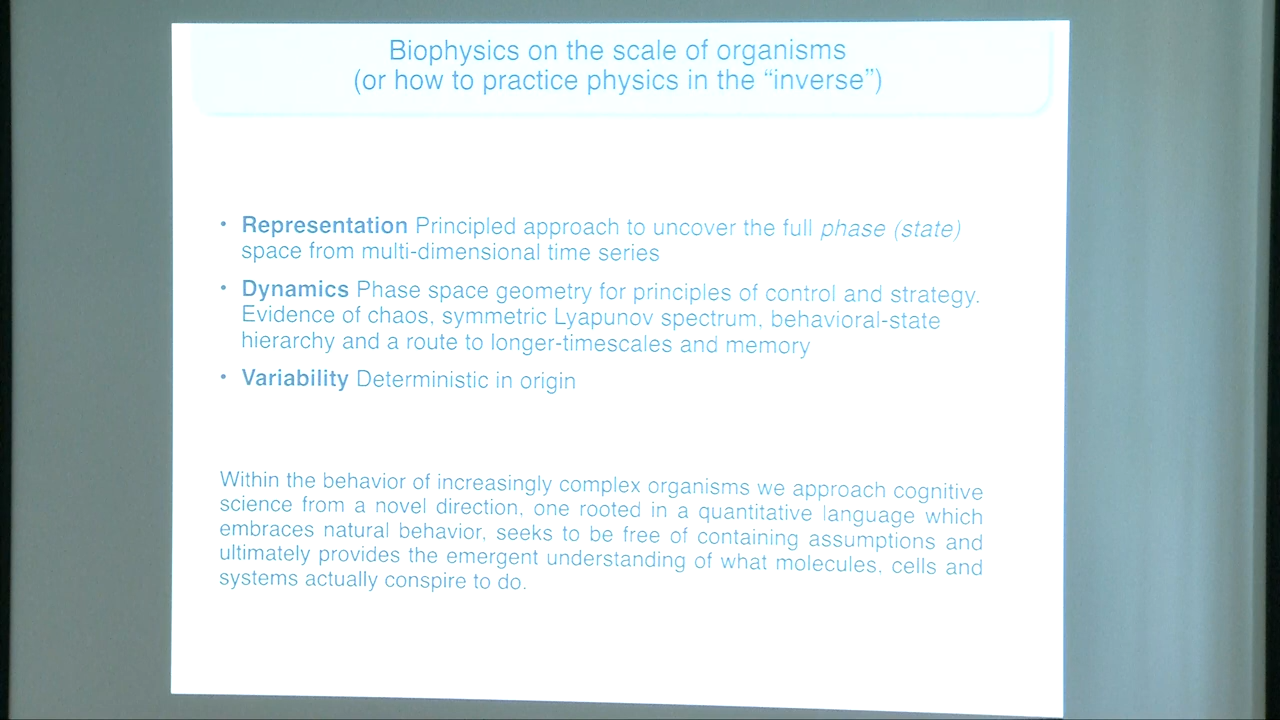 Biophysics on the scale of organisms
(or how to practice physics in the “inverse”)
• Representation Principled approach to uncover the full phase (state)
space from multi-dimensional time series
• Dynamics Phase space geometry for principles of control and strategy.
Evidence of chaos, symmetric Lyapunov spectrum, behavioral-state
hierarchy and a route to longer-timescales and memory
• Variability Deterministic in origin
Within the behavior of increasingly complex organisms we approach cognitive
science from a novel direction, one rooted in a quantitative language which
embraces natural behavior, seeks to be free of containing assumptions and
ultimately provides the emergent understanding of what molecules, cells and
systems actually conspire to do.